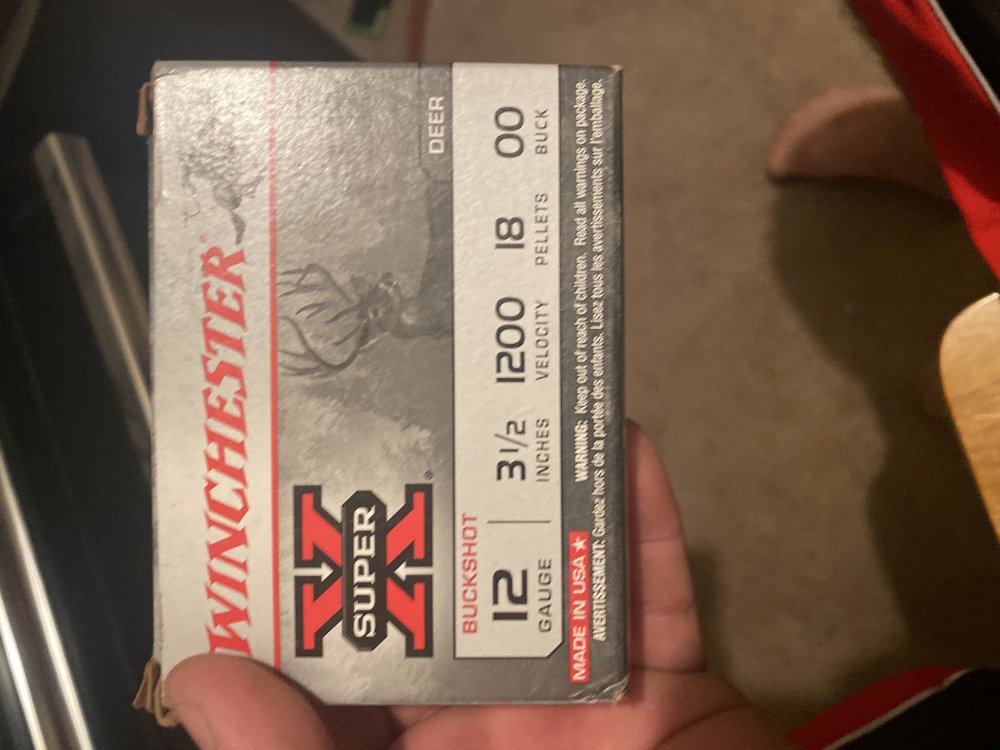 WINCHESTER®
SUPER X®
DEER
BUCKSHOT
12 3 1/2 1200 18 00
GAUGE INCHES VELOCITY PELLETS BUCK
MADE IN USA★ WARNING: Keep out of reach of children. Read all warnings on package.
AVERTISSEMENT: Gardez hors de la portée des enfants. Lisez tous les avertissements sur l'emballage.